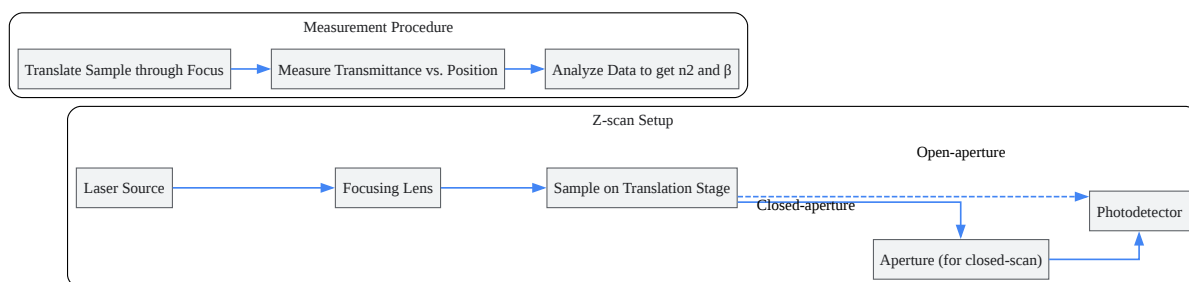 Measurement Procedure
Translate Sample through Focus
Measure Transmittance vs. Position
Analyze Data to get n2 and β
Z-scan Setup
Open-aperture
Laser Source
Focusing Lens
Sample on Translation Stage
Closed-aperture
Photodetector
Aperture (for closed-scan)